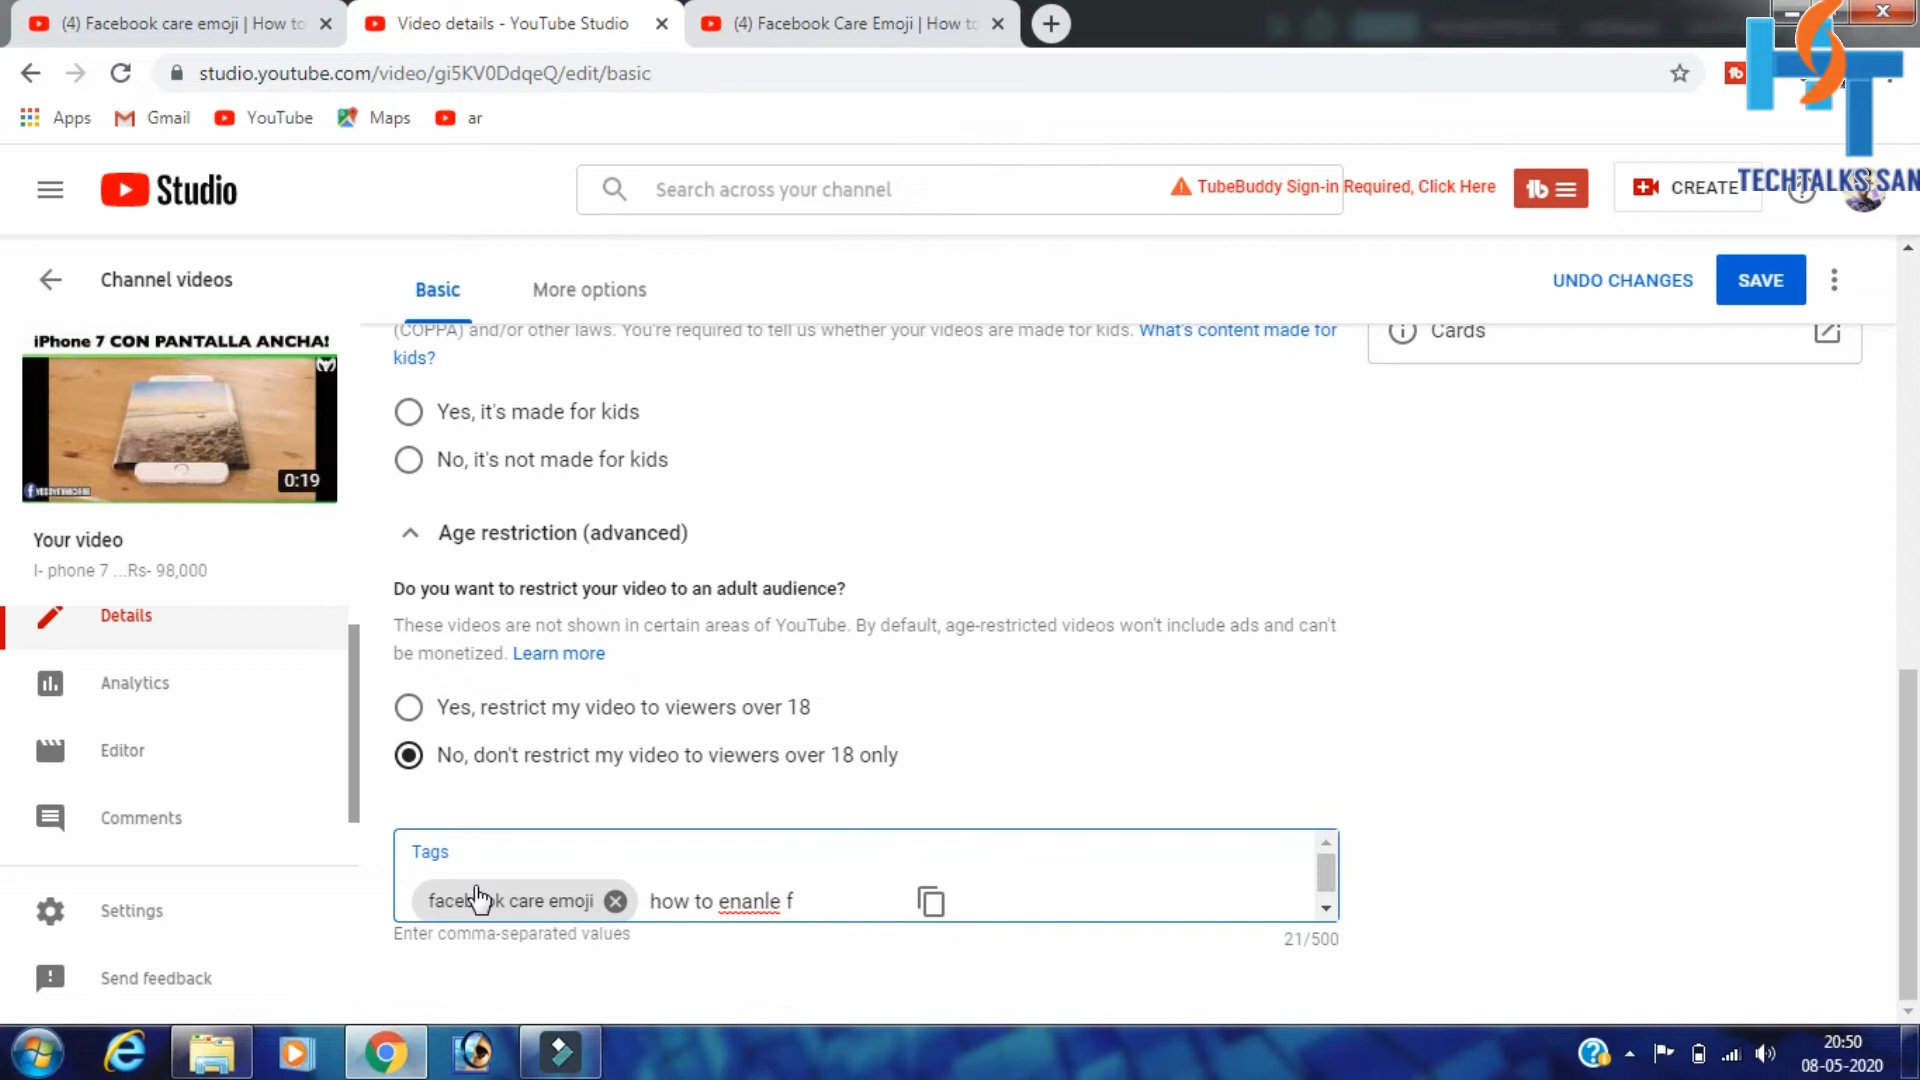 (4) Facebook care emoji | How to
Video details - YouTube Studio
(4) Facebook Care Emoji | How to
studio.youtube.com/video/gi5KV0DdqeQ/edit/basic
Apps
Gmail
YouTube
Maps
ar
HT
TECHTALKS SAN
Studio
Search across your channel
TubeBuddy Sign-in Required, Click Here
tb
CREATE
Channel videos
Basic
More options
UNDO CHANGES
SAVE
iPhone 7 CON PANTALLA ANCHA!
0:19
Your video
I- phone 7 ...Rs- 98,000
Details
Analytics
Editor
Comments
Settings
Send feedback
(COPPA) and/or other laws. You're required to tell us whether your videos are made for kids. What's content made for
kids?
Cards
Yes, it's made for kids
No, it's not made for kids
Age restriction (advanced)
Do you want to restrict your video to an adult audience?
These videos are not shown in certain areas of YouTube. By default, age-restricted videos won't include ads and can't
be monetized. Learn more
Yes, restrict my video to viewers over 18
No, don't restrict my video to viewers over 18 only
Tags
facebook care emoji
how to enanle f
Enter comma-separated values
21/500
20:50
08-05-2020